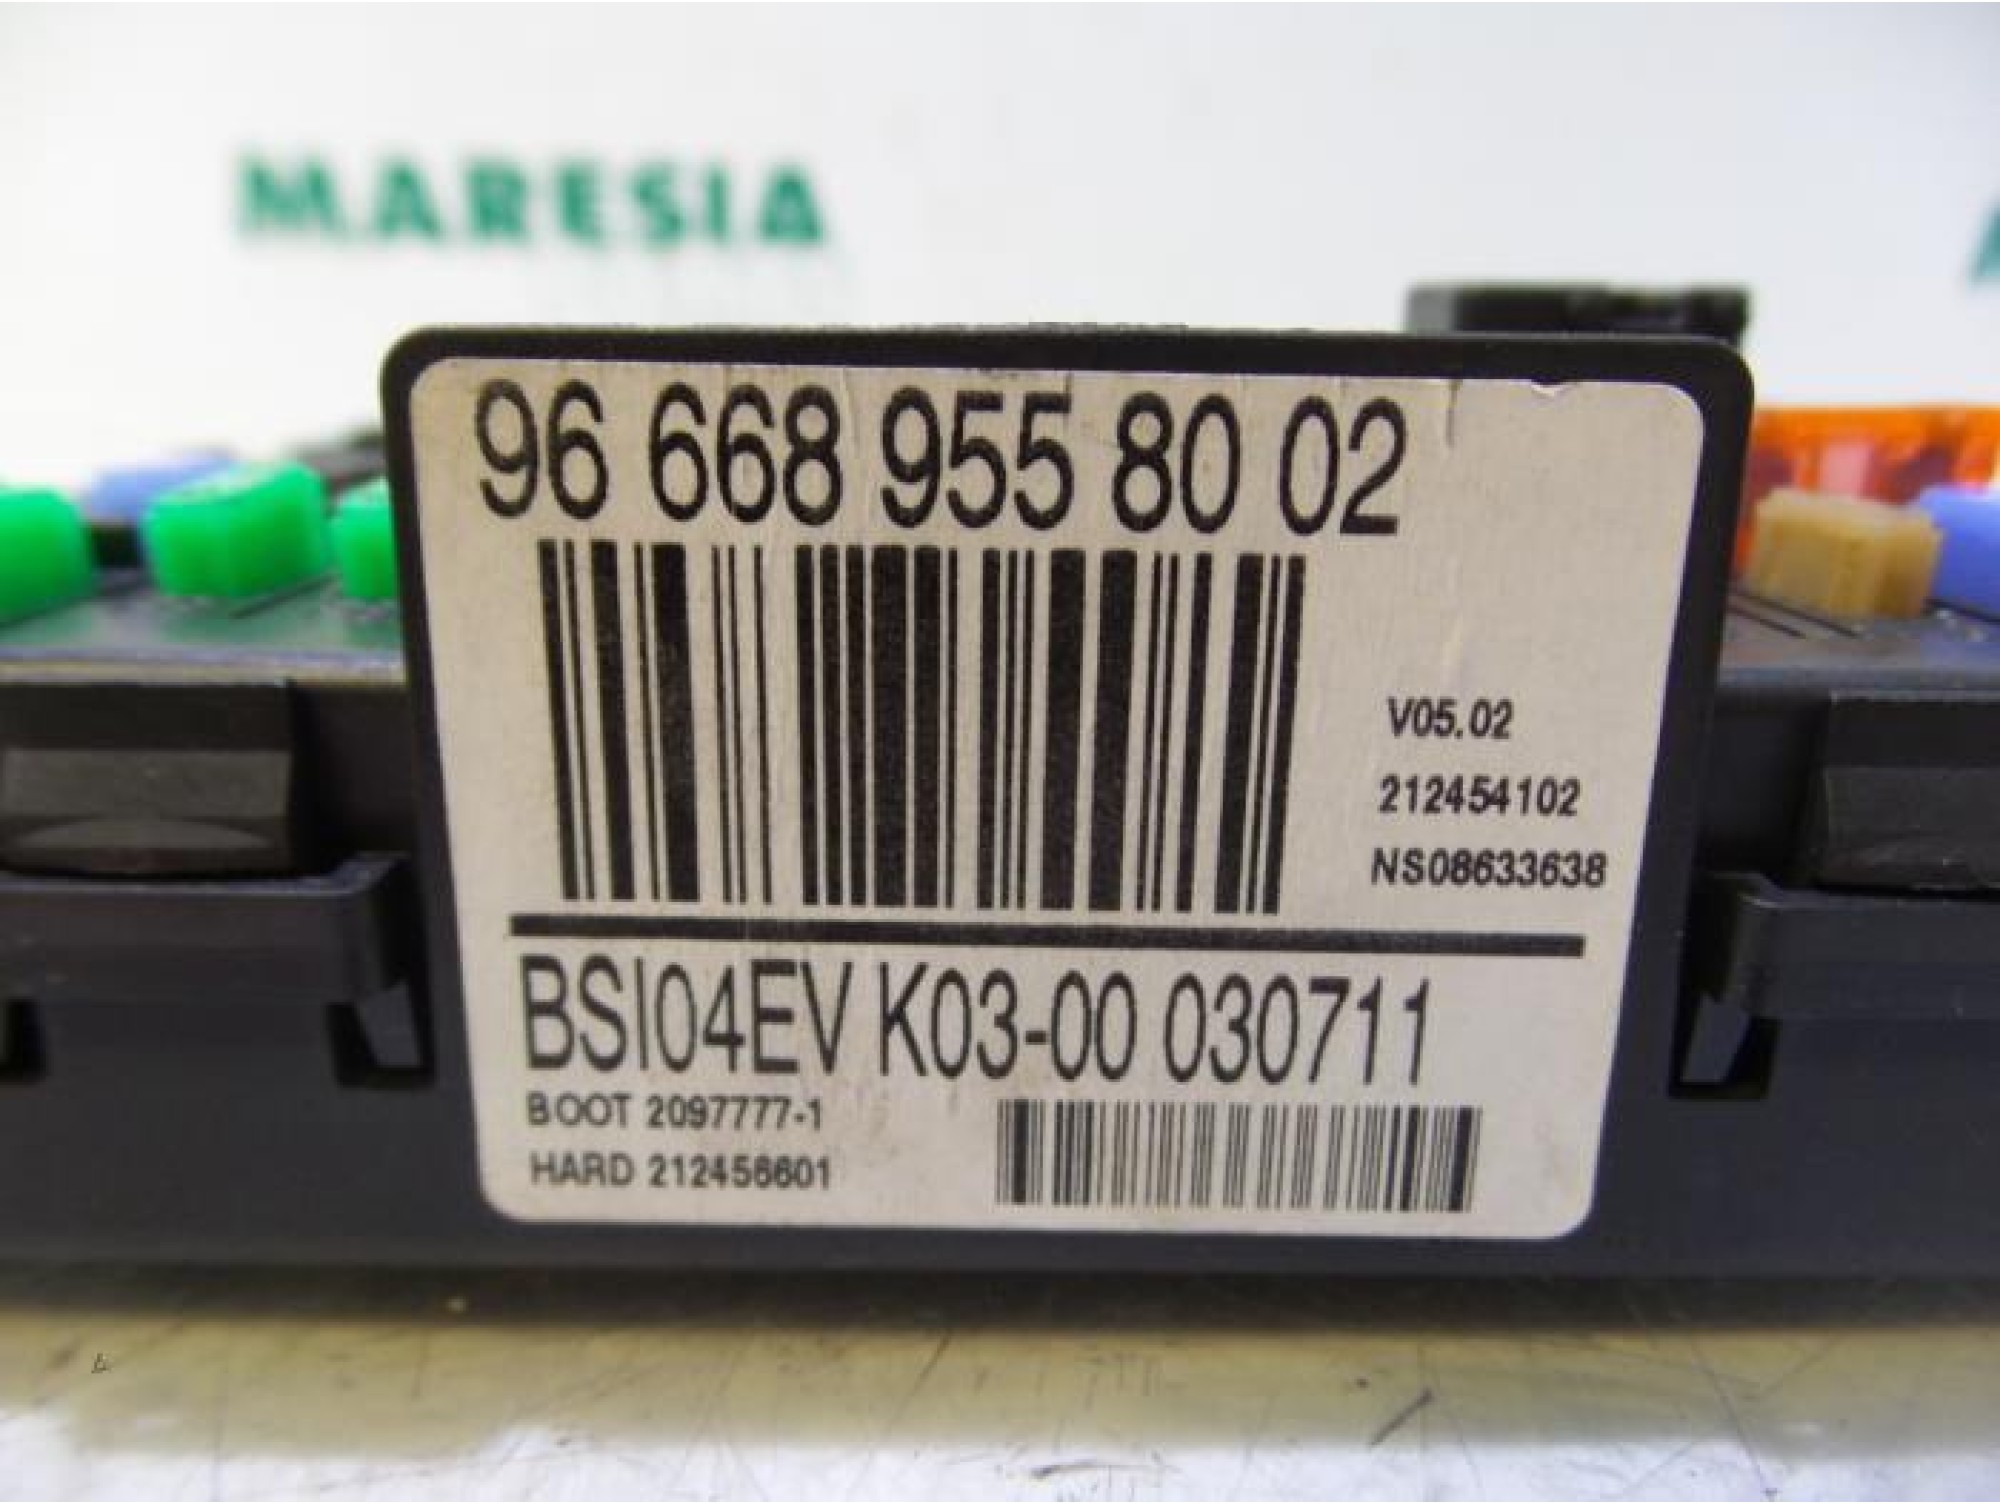 MARESIA
96 668 955 80 02
V05.02
212454102
NS08633638
BSI04EV K03-00 030711
BOOT 2097777-1
HARD 212456601